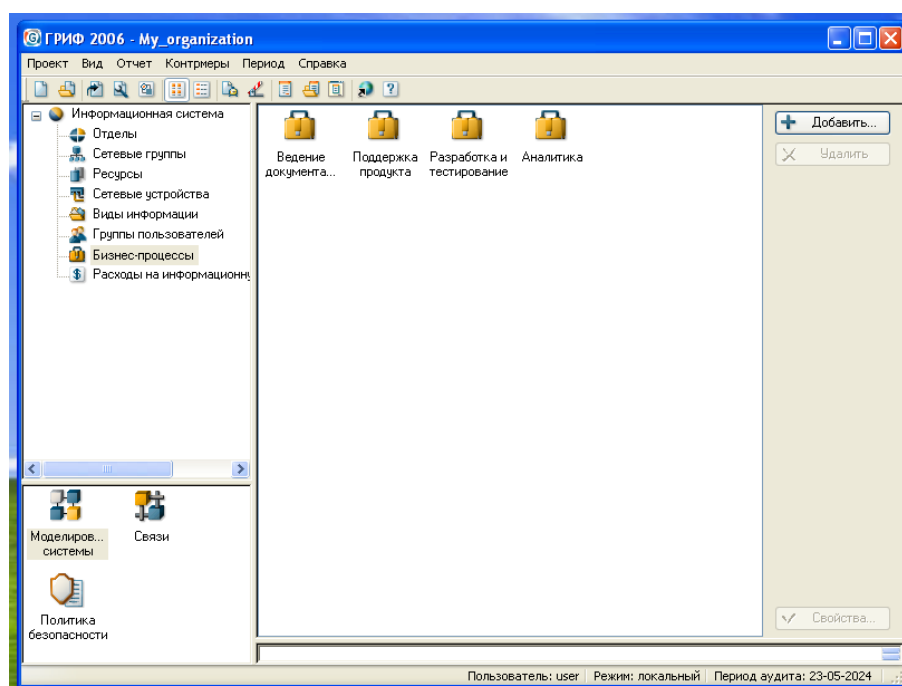 ГРИФ 2006 - My_organization
Проект Вид Отчет Контрмеры Период Справка
Информационная система
Отделы
Сетевые группы
Ресурсы
Сетевые устройства
Виды информации
Группы пользователей
Бизнес-процессы
Расходы на информационну
Ведение
документа...
Поддержка
продукта
Разработка и
тестирование
Аналитика
Добавить...
Удалить
Моделиров...
системы
Связи
Политика
безопасности
Свойства...
Пользователь: user Режим: локальный Период аудита: 23-05-2024